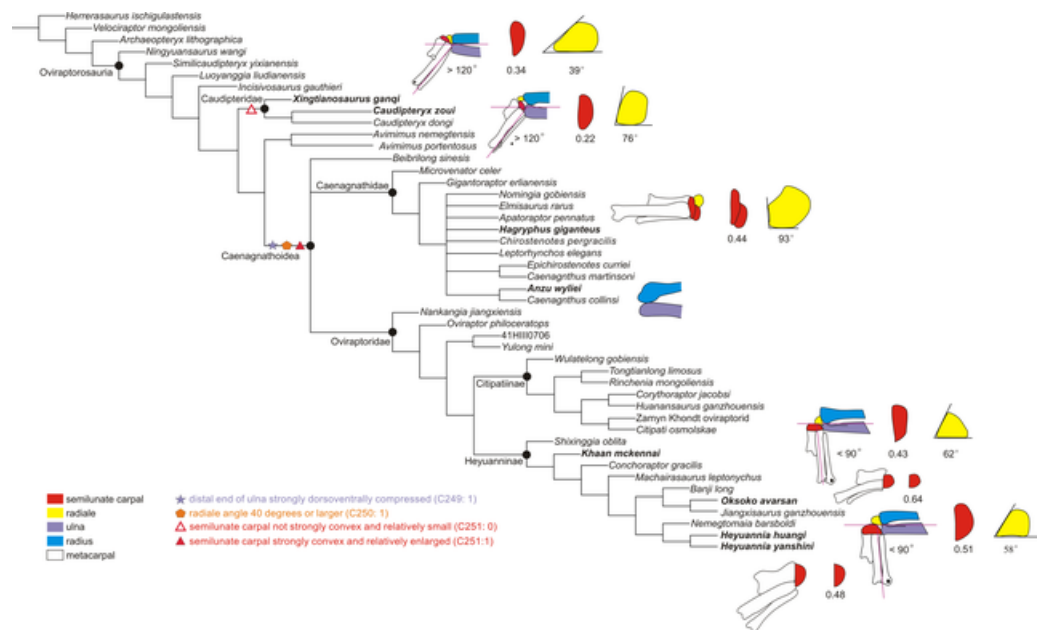 Herrerasaurus ischigulastensis
Velociraptor mongoliensis
Archaeopteryx lithographica
Ningyuansaurus wangi
Oviraptorosauria
Similicaudipteryx yixianensis
Luoyanggia liudianensis
Incisivosaurus gauthieri
> 120°
0.34
39°
Caudipteridae
Xingtianosaurus ganqi
Caudipteryx zoui
Caudipteryx dongi
> 120°
0.22
76°
Avimimus nemegtensis
Avimimus portentosus
Beibrilong sinesis
Microvenator celer
Caenagnathidae
Gigantoraptor erlianensis
Nomingia gobiensis
Elmisaurus rarus
Apatoraptor pennatus
Hagryphus giganteus
0.44
93°
Chirostenotes pergracilis
Leptorhynchos elegans
Caenagnathoidea
Epichirostenotes curriei
Caenagnthus martinsoni
Anzu wyliei
Caenagnthus collinsi
Nankangia jiangxiensis
Oviraptor philoceratops
Oviraptoridae
41HIII0706
Yulong mini
Wulatelong gobiensis
Tongtianlong limosus
Citipatiinae
Rinchenia mongoliensis
Corythoraptor jacobsi
Huanansaurus ganzhouensis
Zamyn Khondt oviraptorid
Citipati osmolskae
Shixinggia oblita
Khaan mckennai
< 90°
0.43
62°
Heyuanninae
Conchoraptor gracilis
Machairasaurus leptonychus
Banji long
Oksoko avarsan
0.64
Jiangxisaurus ganzhouensis
Nemegtomaia barsboldi
Heyuannia huangi
Heyuannia yanshini
< 90°
0.51
58°
0.48
semilunate carpal
radiale
ulna
radius
metacarpal
distal end of ulna strongly dorsoventrally compressed (C249: 1)
radiale angle 40 degrees or larger (C250: 1)
semilunate carpal not strongly convex and relatively small (C251: 0)
semilunate carpal strongly convex and relatively enlarged (C251:1)